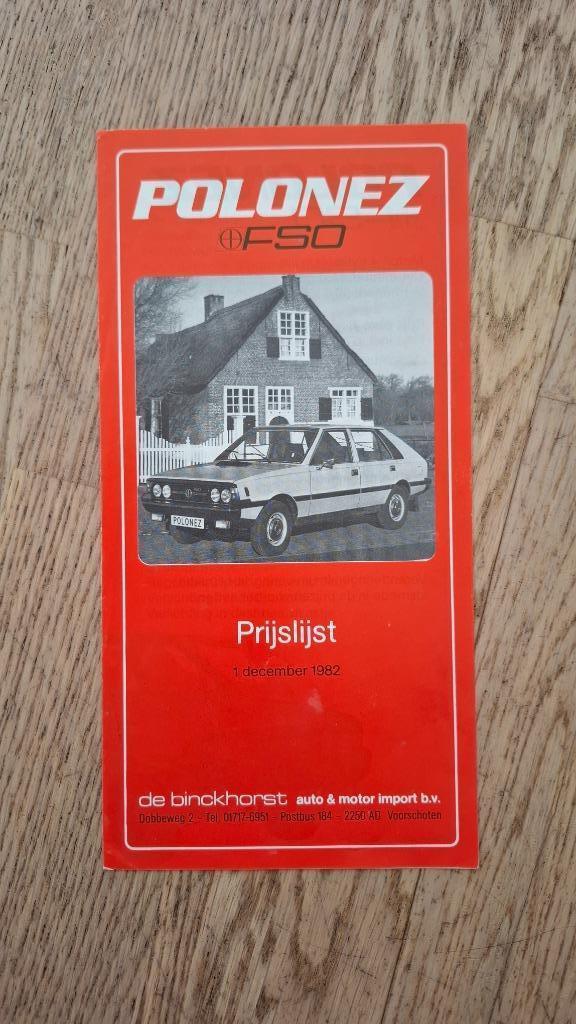 POLONEZ
FSO
POLONEZ
Prijslijst
1 december 1982
de binckhorst auto & motor import b.v.
Dobbeweg 2 - Tel. 01717-6951 - Postbus 184 - 2250 AD Voorschoten